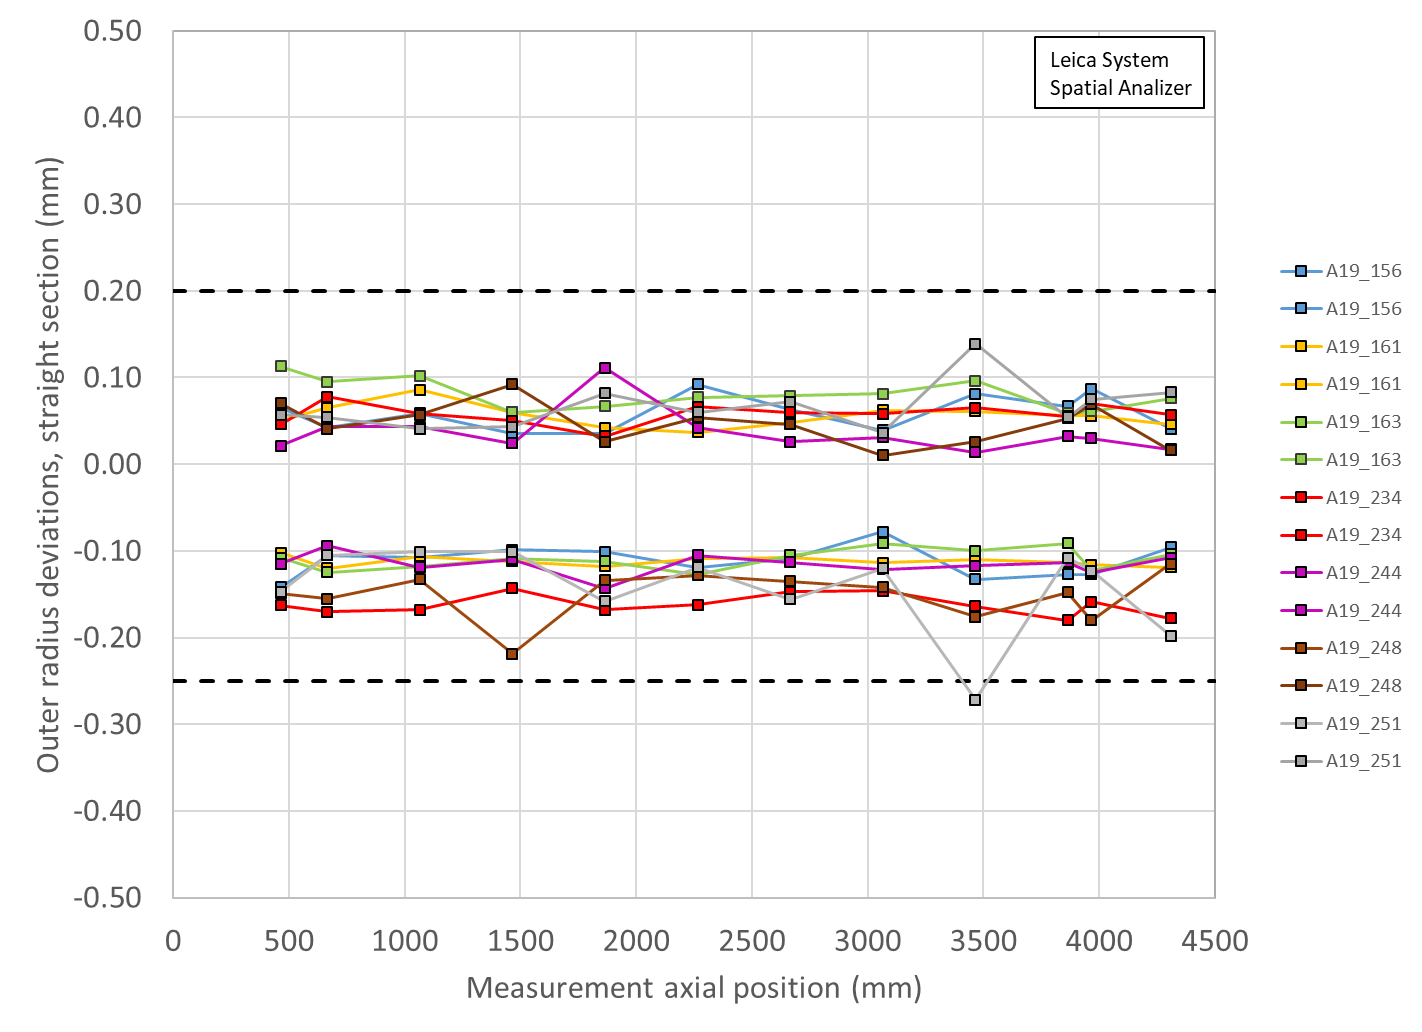 0.50
0.40
0.30
0.20
0.10
0.00
-0.10
-0.20
-0.30
-0.40
-0.50
Outer radius deviations, straight section (mm)
Leica System
Spatial Analizer
0 500 1000 1500 2000 2500 3000 3500 4000 4500
Measurement axial position (mm)
A19_156
A19_156
A19_161
A19_161
A19_163
A19_163
A19_234
A19_234
A19_244
A19_244
A19_248
A19_248
A19_251
A19_251